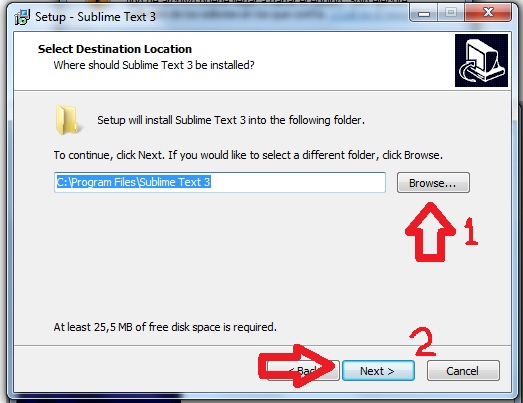 Setup - Sublime Text 3
Select Destination Location
Where should Sublime Text 3 be installed?
Setup will install Sublime Text 3 into the following folder.
To continue, click Next. If you would like to select a different folder, click Browse.
C:\Program Files\Sublime Text 3
Browse...
1
At least 25,5 MB of free disk space is required.
2
< Back
Next >
Cancel